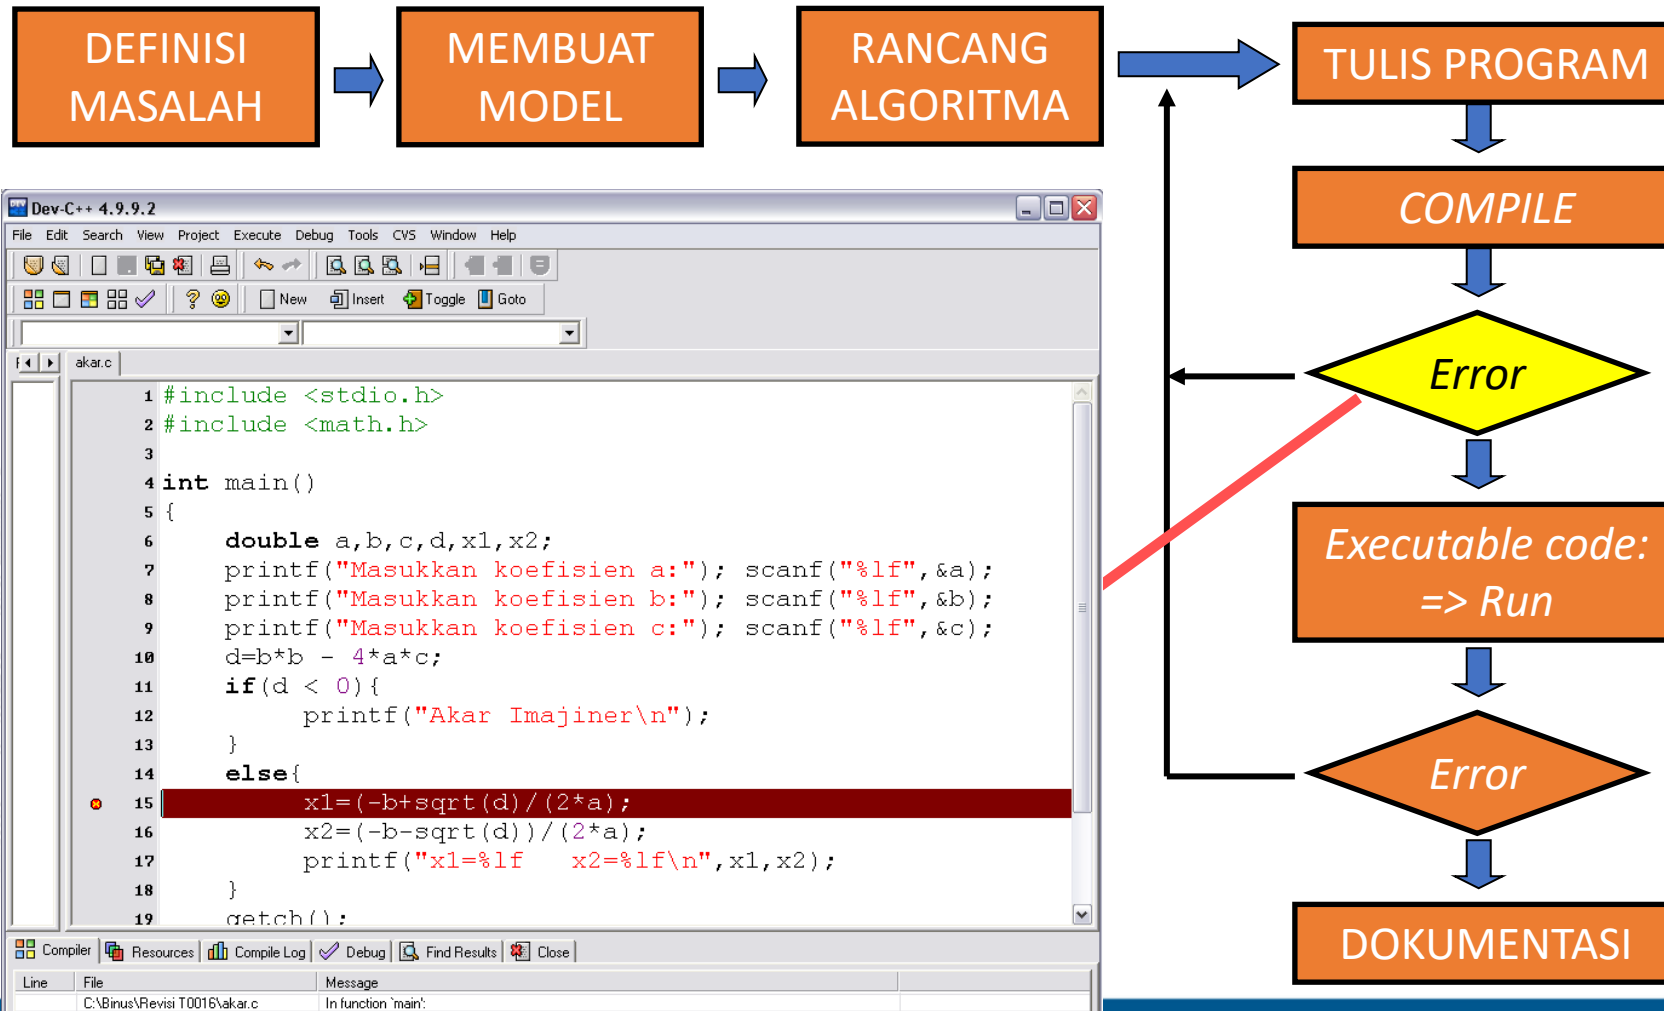 DEFINISI
MASALAH
MEMBUAT
MODEL
RANCANG
ALGORITMA
TULIS PROGRAM
COMPILE
Error
Executable code:
=> Run
Error
DOKUMENTASI
Dev-C++ 4.9.9.2
File Edit Search View Project Execute Debug Tools CVS Window Help
New Insert Toggle Goto
akar.c
1 #include <stdio.h>
2 #include <math.h>
3
4 int main()
5 {
6 double a,b,c,d,x1,x2;
7 printf("Masukkan koefisien a:"); scanf("%lf",&a);
8 printf("Masukkan koefisien b:"); scanf("%lf",&b);
9 printf("Masukkan koefisien c:"); scanf("%lf",&c);
10 d=b*b - 4*a*c;
11 if(d < 0){
12 printf("Akar Imajiner\n");
13 }
14 else{
15 x1=(-b+sqrt(d)/(2*a);
16 x2=(-b-sqrt(d))/(2*a);
17 printf("x1=%lf   x2=%lf\n",x1,x2);
18 }
19 getch();
Compiler Resources Compile Log Debug Find Results Close
Line File Message
C:\Binus\Revisi T0016\akar.c In function `main':